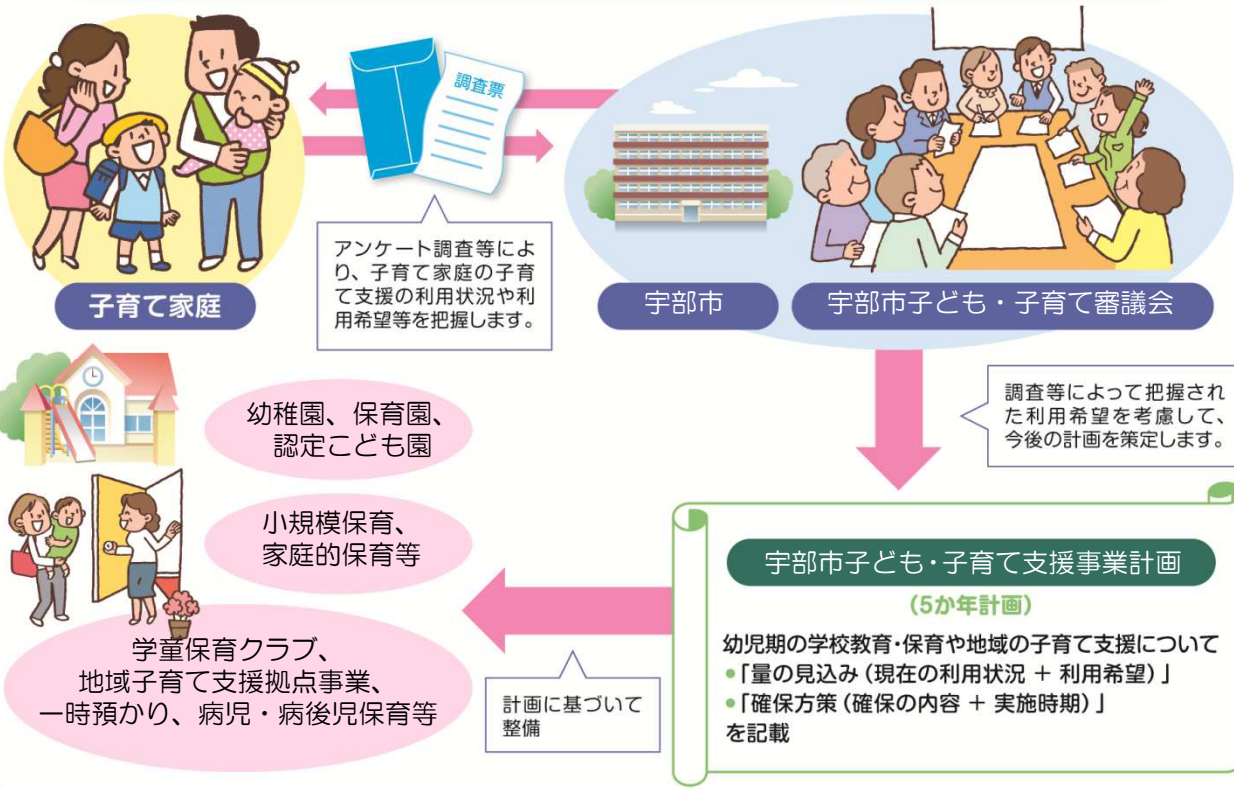 調査票
アンケート調査等によ
り、子育て家庭の子育
て支援の利用状況や利
用希望等を把握します。
子育て家庭
宇部市
宇部市子ども・子育て審議会
調査等によって把握され
た利用希望を考慮して、
今後の計画を策定します。
幼稚園、保育園、
認定こども園
小規模保育、
家庭的保育等
学童保育クラブ、
地域子育て支援拠点事業、
一時預かり、病児・病後児保育等
計画に基づいて
整備
宇部市子ども・子育て支援事業計画
(5か年計画)
幼児期の学校教育・保育や地域の子育て支援について
●「量の見込み(現在の利用状況 + 利用希望)」
●「確保方策(確保の内容 + 実施時期)」
を記載